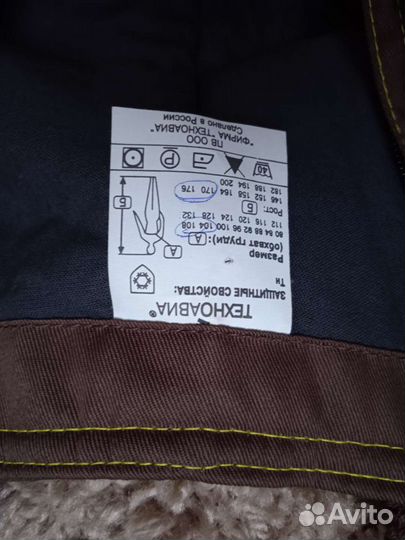 ТЕХНОАВИА®
ЗАЩИТНЫЕ СВОЙСТВА:
Ти
Размер
(обхват груди): А
80 84 88 92 96 100 104 108
112 116 120 124 128 132
Рост: Б
146 152 158 164 170 176
182 188 194 200
Б
А
40
Р
ПВ ООО
"ФИРМА "ТЕХНОАВИА"
Сделано в России
Avito